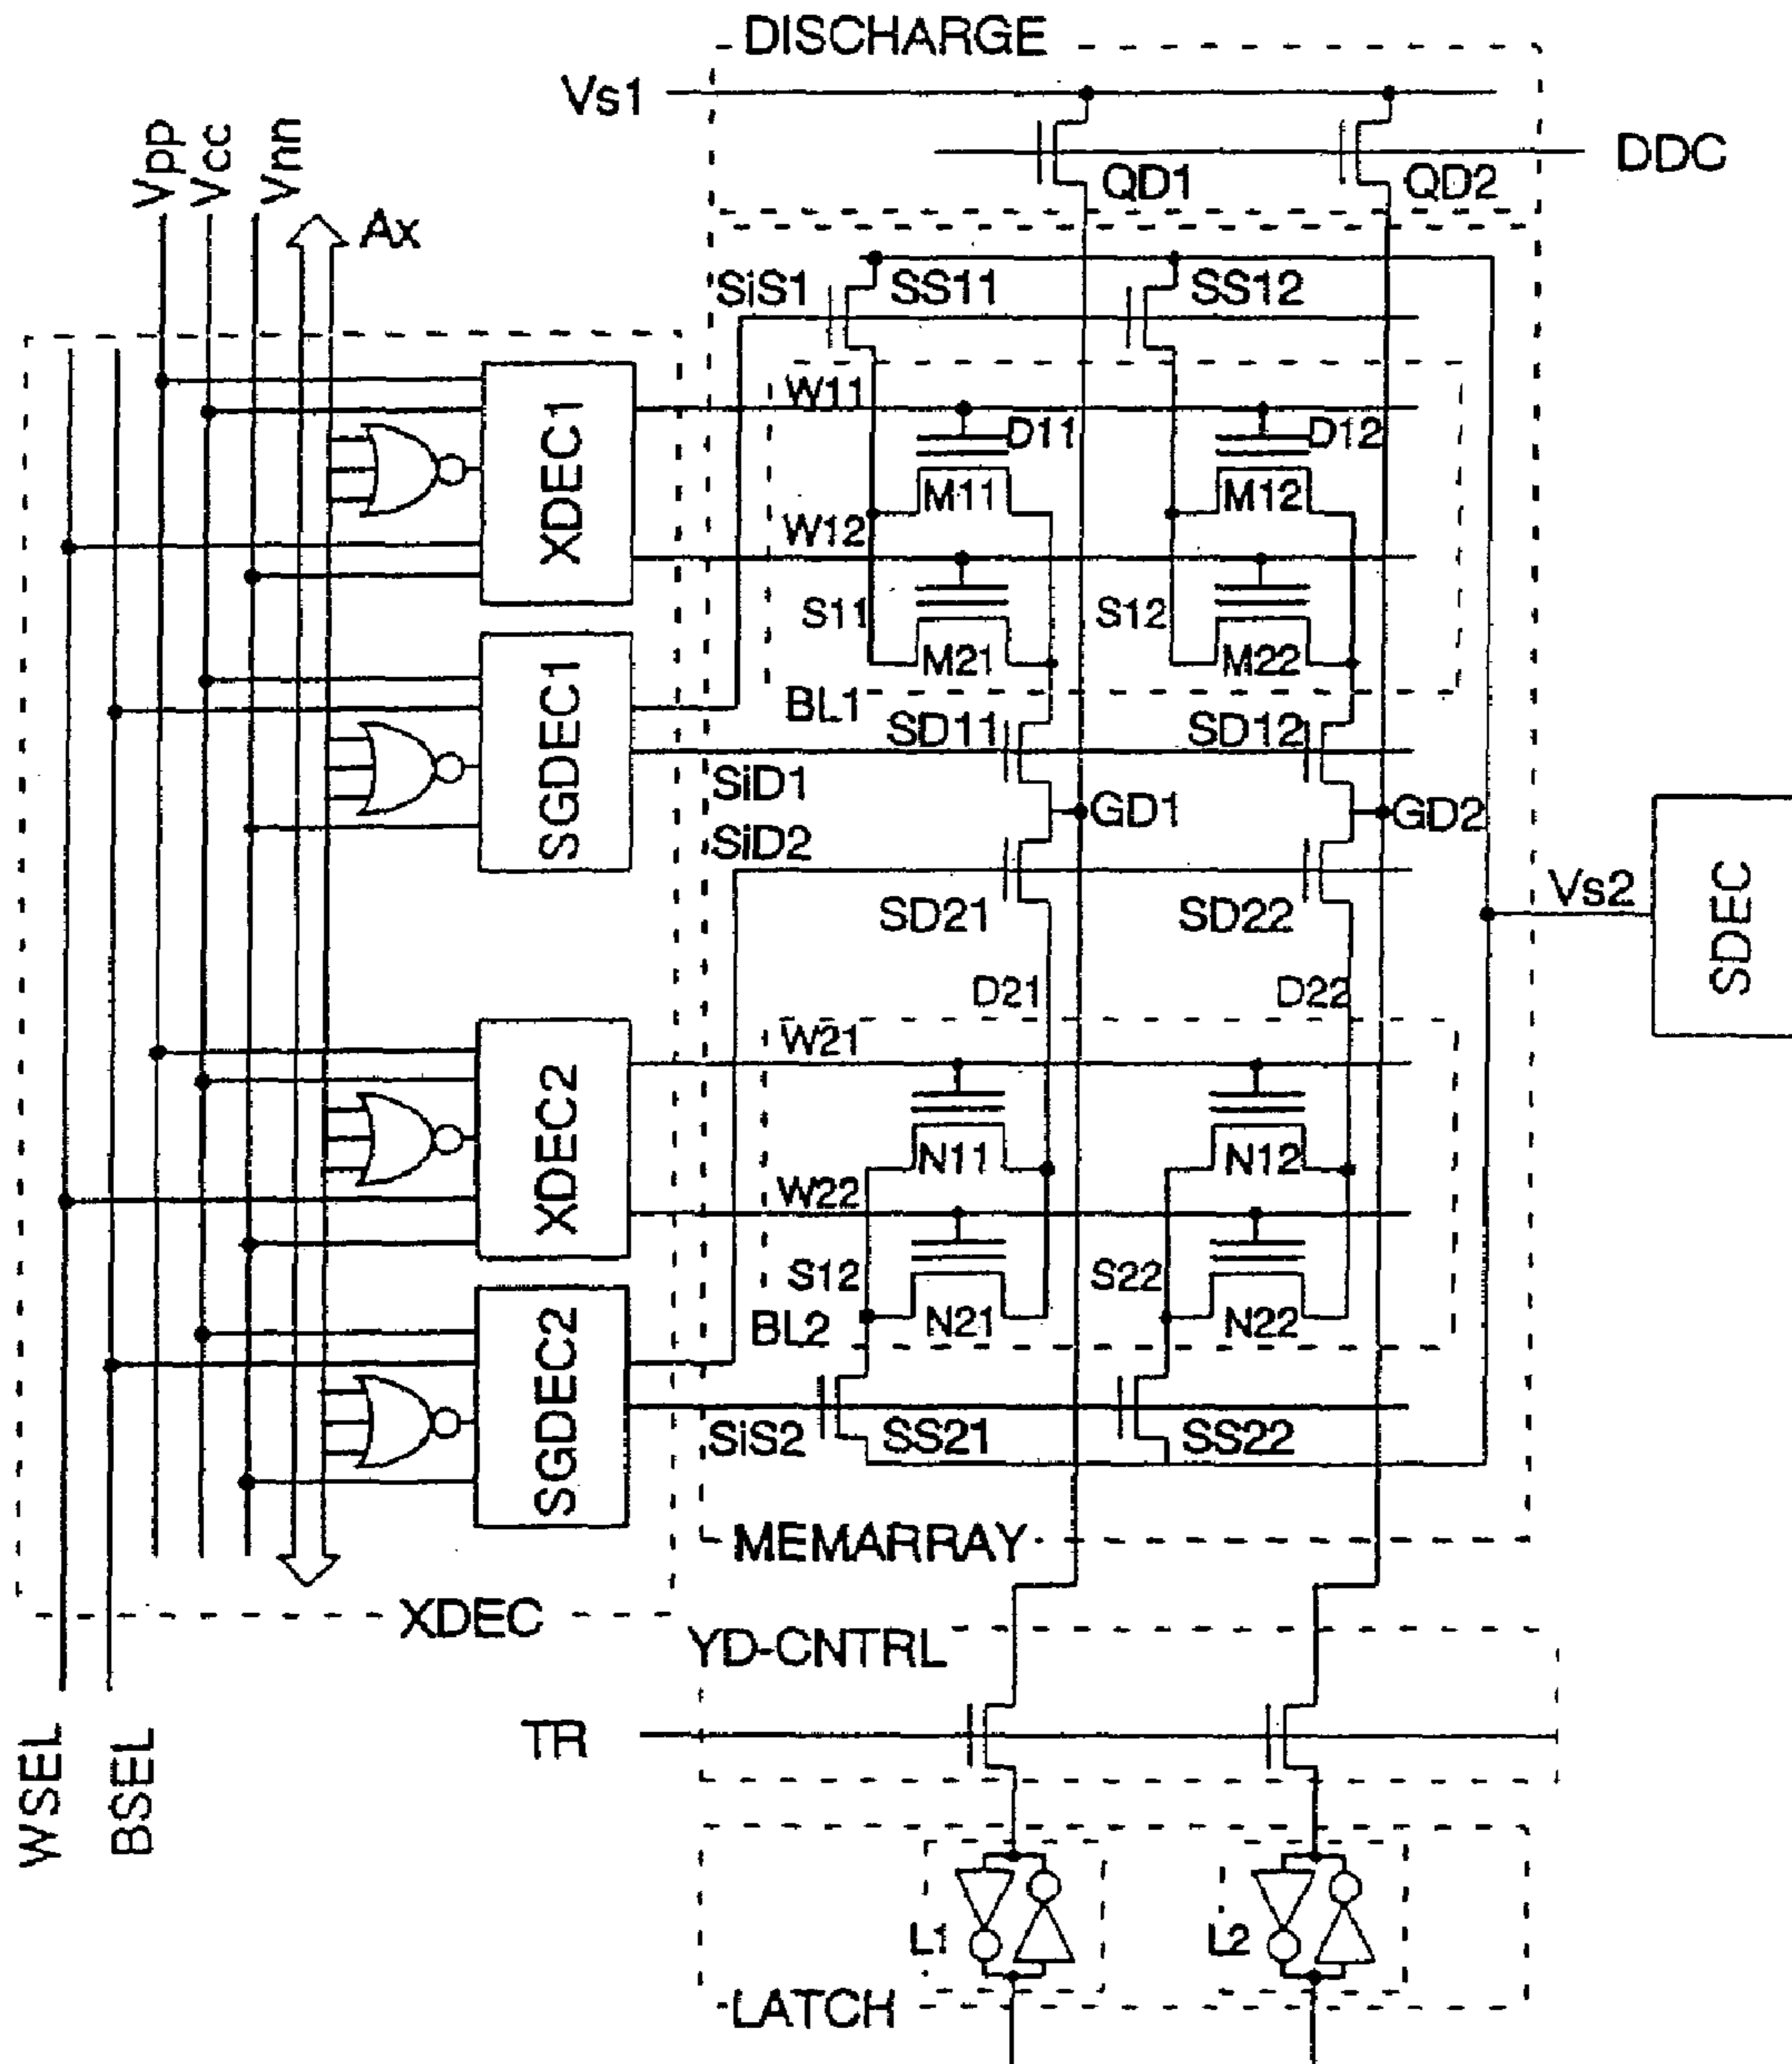 DISCHARGE
Vs1
DDC
QD1
QD2
Vpp
Vcc
Vnn
Ax
SiS1
SS11
SS12
W11
D11
D12
M11
M12
XDEC1
W12
S11
S12
M21
M22
BL1
SGDEC1
SD11
SD12
SiD1
GD1
GD2
SiD2
SD21
SD22
Vs2
SDEC
D21
D22
W21
XDEC2
N11
N12
W22
S12
S22
BL2
N21
N22
SGDEC2
SiS2
SS21
SS22
MEMARRAY
XDEC
YD-CNTRL
TR
WSEL
BSEL
L1
L2
LATCH